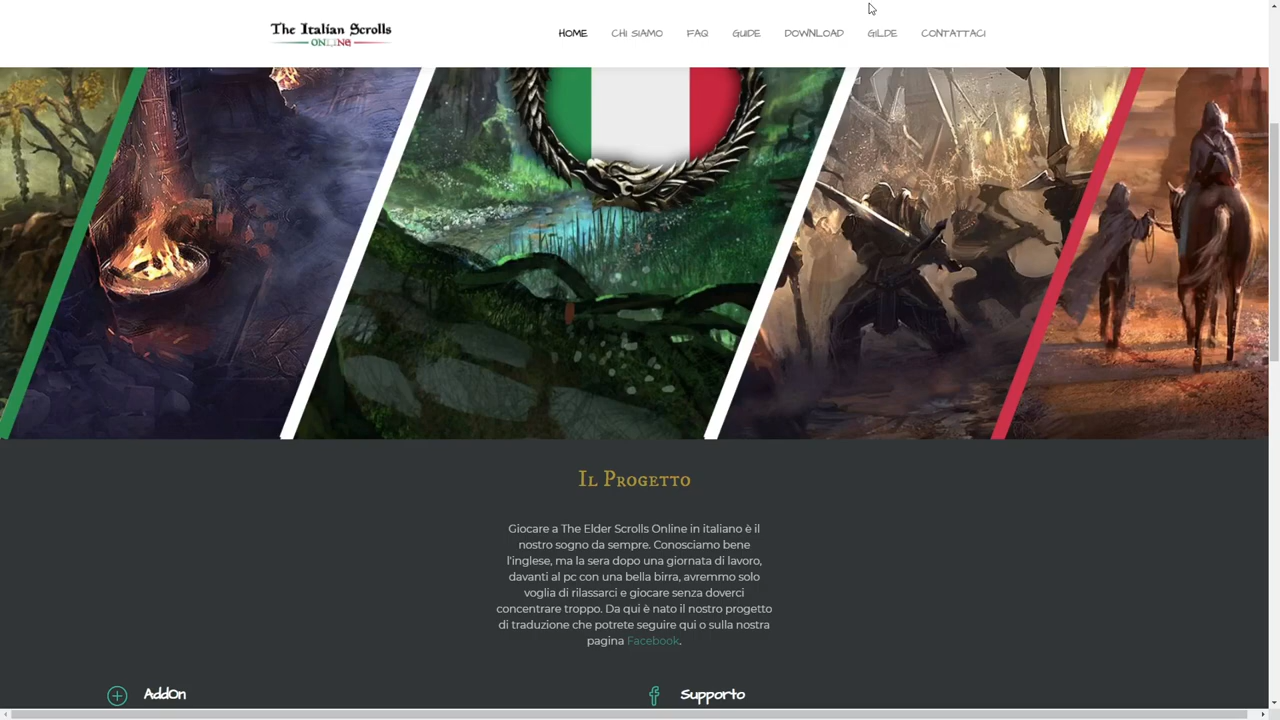 The Italian Scrolls
ONLINE
HOME CHI SIAMO FAQ GUIDE DOWNLOAD GILDE CONTATTACI
Il Progetto
Giocare a The Elder Scrolls Online in italiano è il
nostro sogno da sempre. Conosciamo bene
l'inglese, ma la sera dopo una giornata di lavoro,
davanti al pc con una bella birra, avremmo solo
voglia di rilassarci e giocare senza doverci
concentrare troppo. Da qui è nato il nostro progetto
di traduzione che potrete seguire qui o sulla nostra
pagina Facebook.
AddOn
Supporto